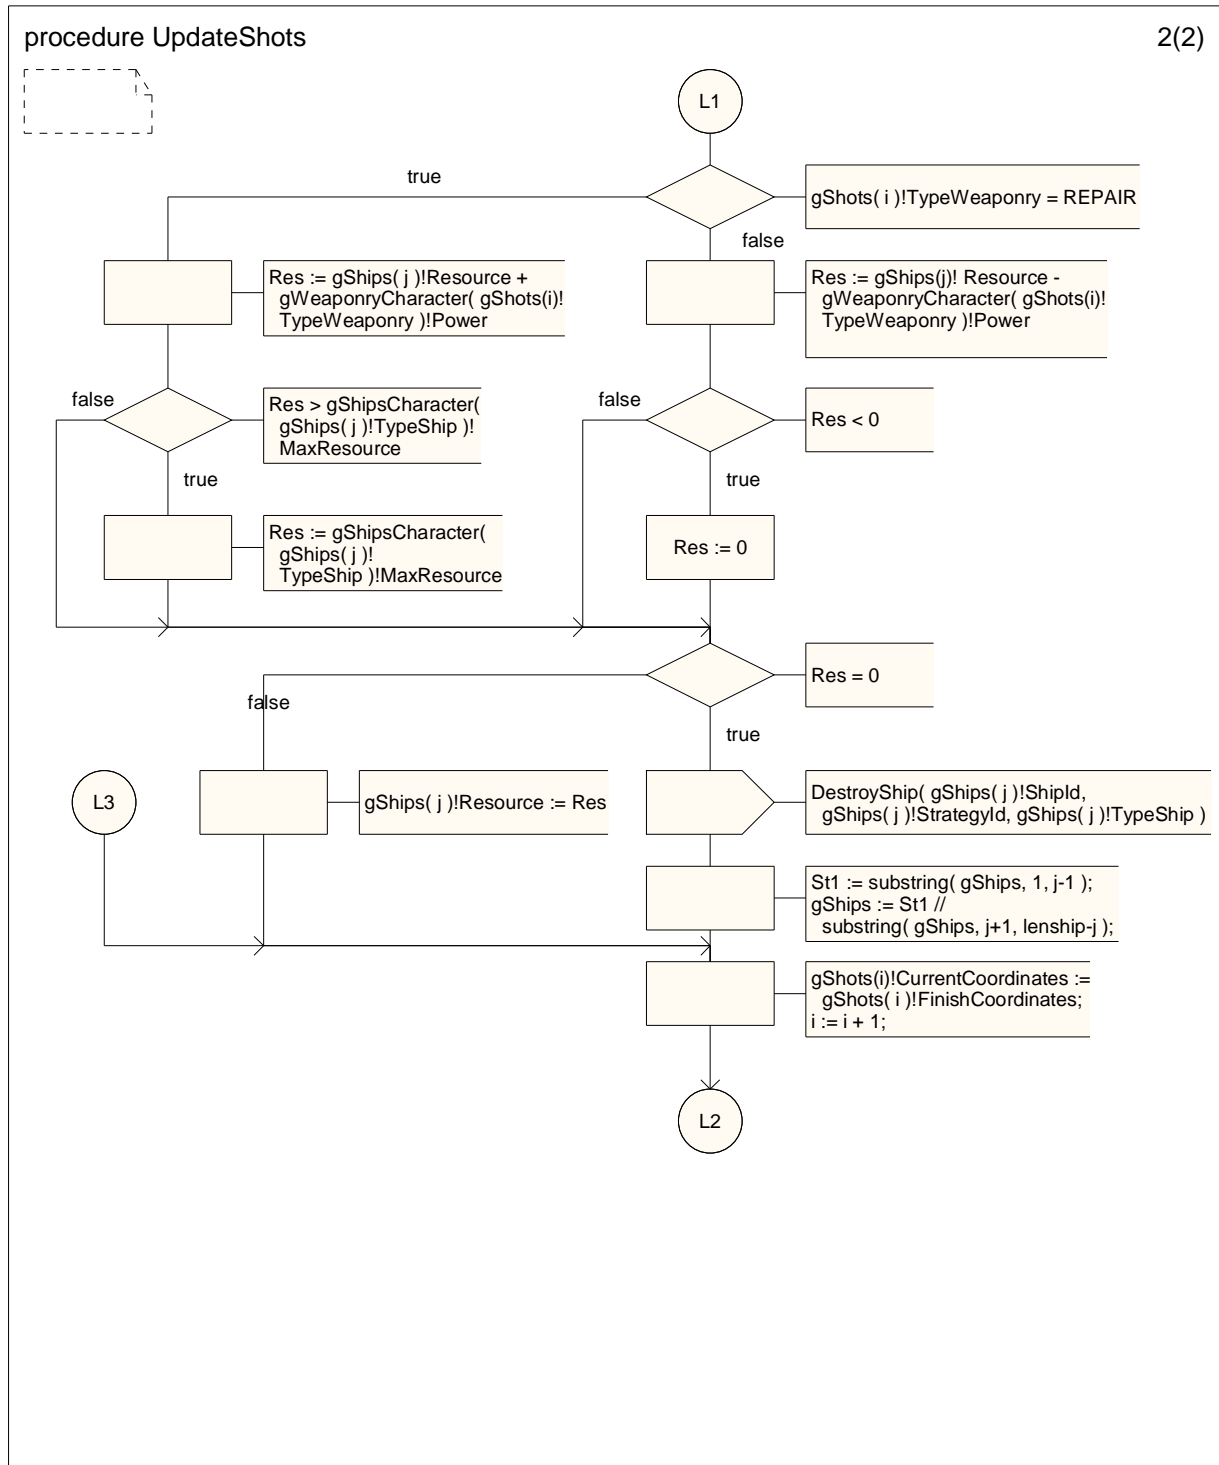 procedure UpdateShots
2(2)
L1
true
gShots( i )!TypeWeaponry = REPAIR
false
Res := gShips( j )!Resource +
gWeaponryCharacter( gShots(i)!
TypeWeaponry )!Power
Res := gShips(j)! Resource -
gWeaponryCharacter( gShots(i)!
TypeWeaponry )!Power
false
Res > gShipsCharacter(
gShips( j )!TypeShip )!
MaxResource
false
Res < 0
true
true
Res := gShipsCharacter(
gShips( j )!
TypeShip )!MaxResource
Res := 0
Res = 0
false
true
L3
gShips( j )!Resource := Res
DestroyShip( gShips( j )!ShipId,
gShips( j )!StrategyId, gShips( j )!TypeShip )
St1 := substring( gShips, 1, j-1 );
gShips := St1 //
substring( gShips, j+1, lenship-j );
gShots(i)!CurrentCoordinates :=
gShots( i )!FinishCoordinates;
i := i + 1;
L2